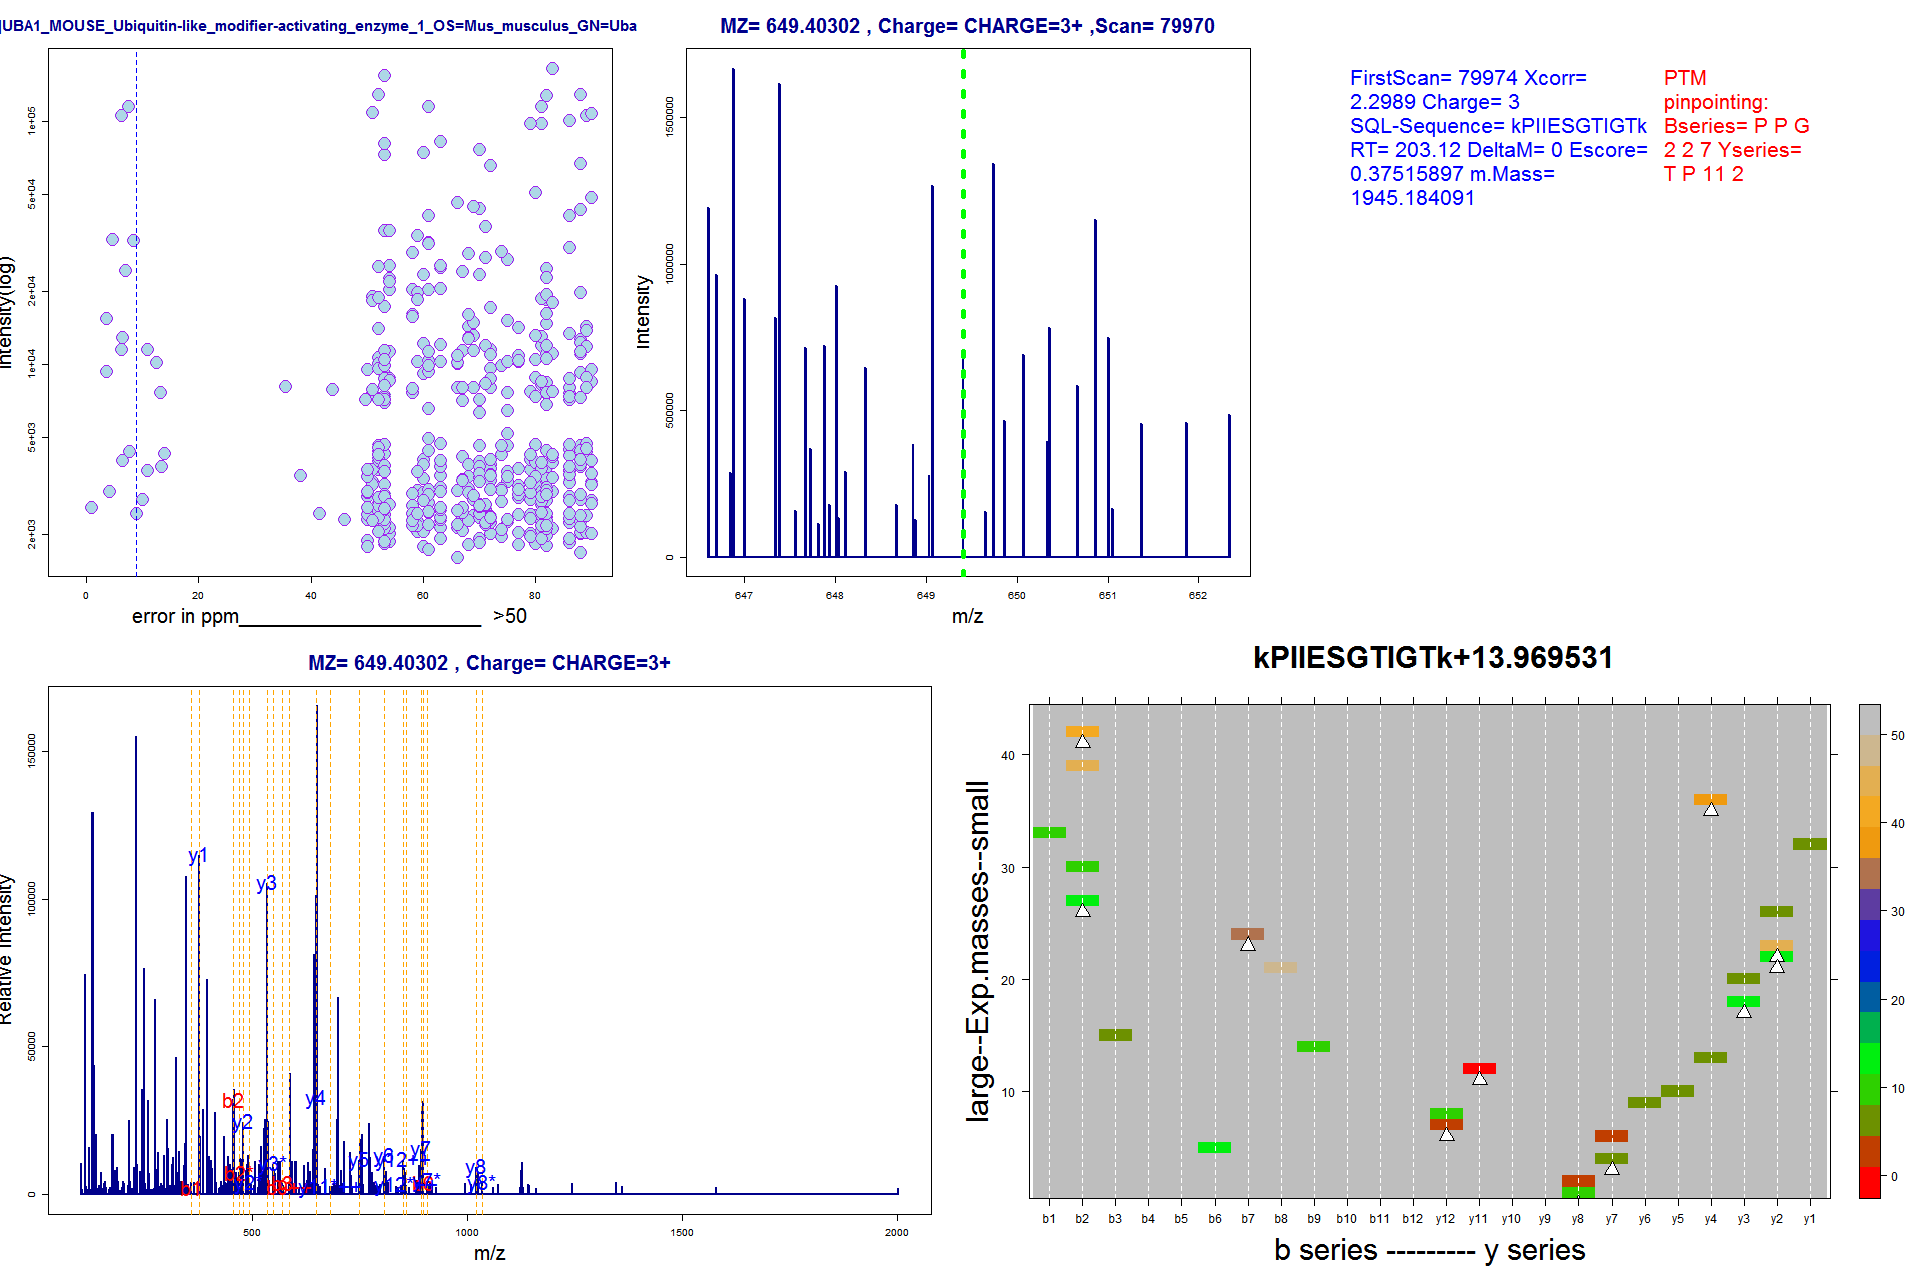 |UBA1_MOUSE_Ubiquitin-like_modifier-activating_enzyme_1_OS=Mus_musculus_GN=Uba
Intensity(log)
1e+05
5e+04
2e+04
1e+04
5e+03
2e+03
0 20 40 60 80
error in ppm______________________ >50
MZ= 649.40302 , Charge= CHARGE=3+ ,Scan= 79970
Intensity
1500000
1000000
500000
0
647 648 649 650 651 652
m/z
FirstScan= 79974 Xcorr=
2.2989 Charge= 3
SQL-Sequence= kPIIESGTIGTk
RT= 203.12 DeltaM= 0 Escore=
0.37515897 m.Mass=
1945.184091
PTM
pinpointing:
Bseries= P P G
2 2 7 Yseries=
T P 11 2
MZ= 649.40302 , Charge= CHARGE=3+
Relative Intensity
150000
100000
50000
0
y1
y3
b2
y2
y4
y7
y8
b1
y8*
500 1000 1500 2000
m/z
kPIIESGTIGTk+13.969531
large--Exp.masses--small
40
30
20
10
b1 b2 b3 b4 b5 b6 b7 b8 b9 b10 b11 b12 y12 y11 y10 y9 y8 y7 y6 y5 y4 y3 y2 y1
b series --------- y series
50
40
30
20
10
0